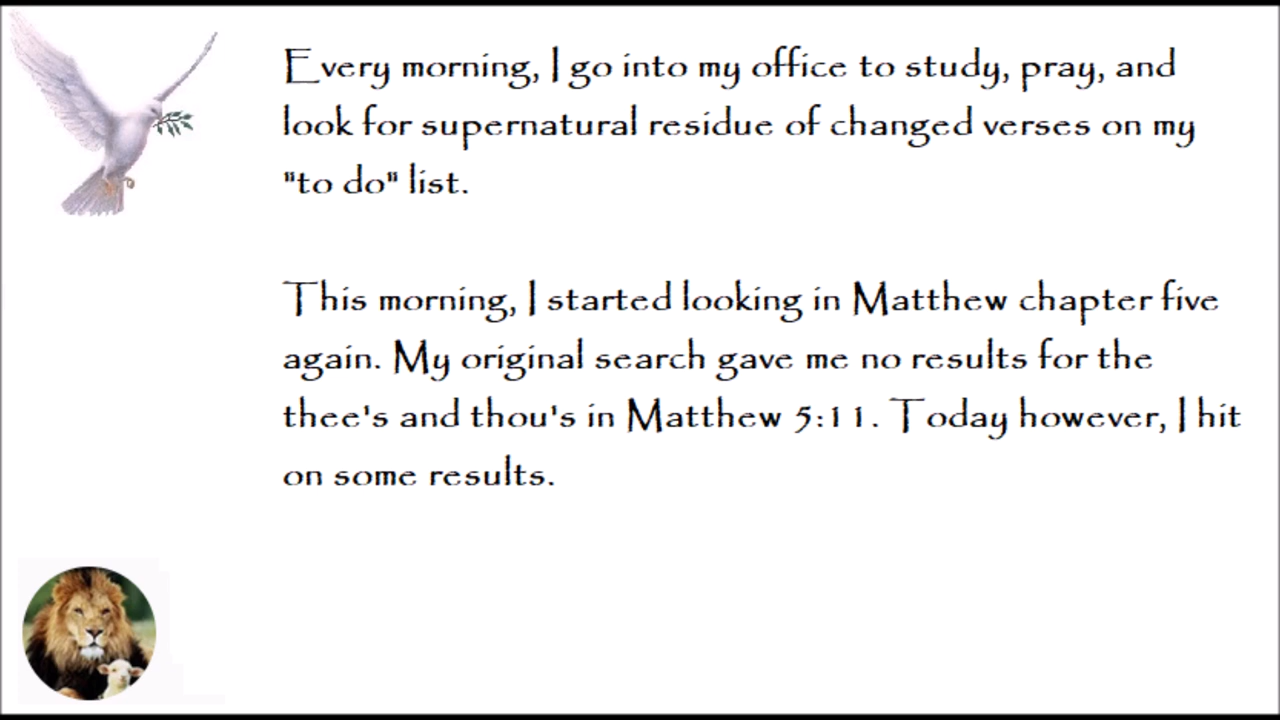 Every morning, I go into my office to study, pray, and
look for supernatural residue of changed verses on my
"to do" list.
This morning, I started looking in Matthew chapter five
again. My original search gave me no results for the
thee's and thou's in Matthew 5:11. Today however, I hit
on some results.